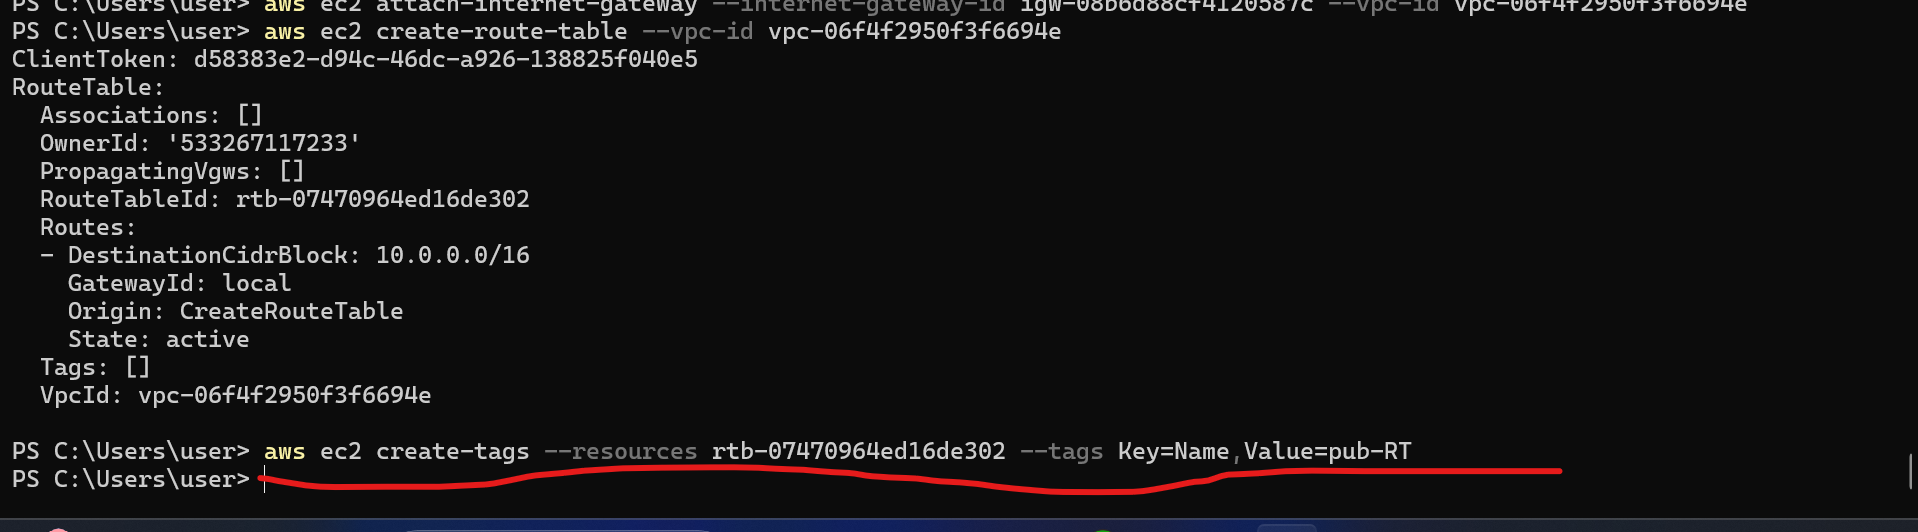 PS C:\Users\user> aws ec2 attach-internet-gateway --internet-gateway-id igw-08b6d88cf4120587c --vpc-id vpc-06f4f2950f3f6694e
PS C:\Users\user> aws ec2 create-route-table --vpc-id vpc-06f4f2950f3f6694e
ClientToken: d58383e2-d94c-46dc-a926-138825f040e5
RouteTable:
  Associations: []
  OwnerId: '533267117233'
  PropagatingVgws: []
  RouteTableId: rtb-07470964ed16de302
  Routes:
  - DestinationCidrBlock: 10.0.0.0/16
    GatewayId: local
    Origin: CreateRouteTable
    State: active
  Tags: []
  VpcId: vpc-06f4f2950f3f6694e
PS C:\Users\user> aws ec2 create-tags --resources rtb-07470964ed16de302 --tags Key=Name,Value=pub-RT
PS C:\Users\user>